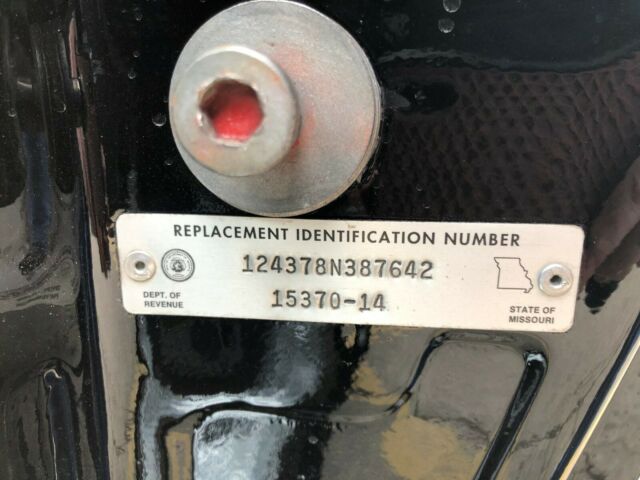 REPLACEMENT IDENTIFICATION NUMBER
124378N387642
15370-14
DEPT. OF
REVENUE
STATE OF
MISSOURI